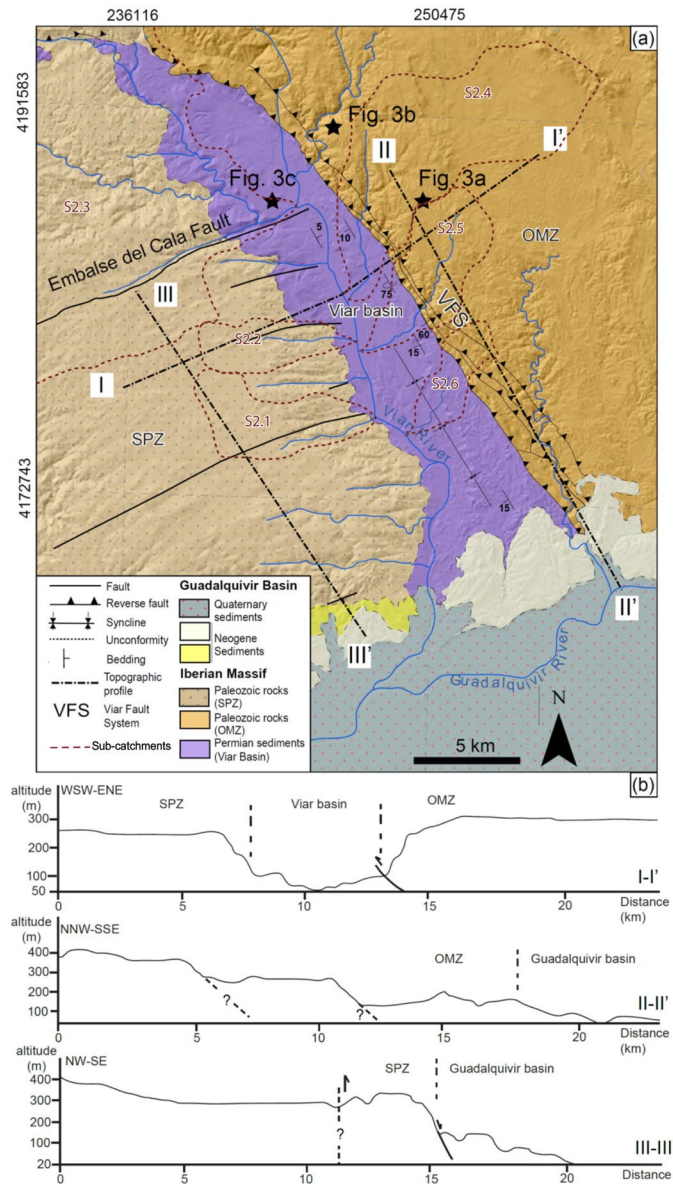 236116
250475
(a)
4191583
S2.4
Fig. 3b
II
I'
Fig. 3a
Fig. 3c
S2.3
S2.5
OMZ
Embalse del Cala Fault
5
10
III
75
VFS
Viar basin
60
15
S2.2
I
S2.6
S2.1
SPZ
Viar River
4172743
15
Fault
Reverse fault
Syncline
Unconformity
Bedding
Topographic
profile
VFS
Viar Fault
System
Sub-catchments
Guadalquivir Basin
Quaternary
sediments
Neogene
Sediments
Iberian Massif
Paleozoic rocks
(SPZ)
Paleozoic rocks
(OMZ)
Permian sediments
(Viar Basin)
II'
III'
Guadalquivir River
N
5 km
(b)
altitude
(m)
WSW-ENE
SPZ
Viar basin
OMZ
300
200
100
50
0
5
10
15
20
Distance
(km)
I-I'
altitude
(m)
NNW-SSE
OMZ
Guadalquivir basin
400
300
200
100
0
?
?
II-II'
0
5
10
15
20
Distance
(km)
altitude
(m)
NW-SE
SPZ
Guadalquivir basin
400
300
200
100
20
?
III-III
0
5
10
15
20
Distance